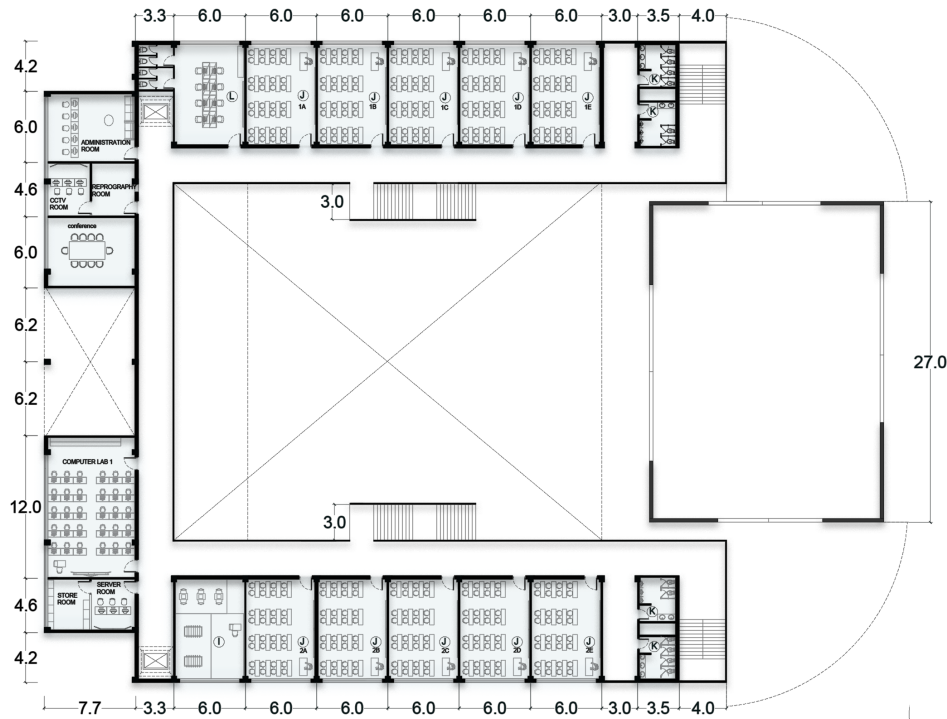 3.3 6.0 6.0 6.0 6.0 6.0 6.0 3.0 3.5 4.0
4.2
6.0
4.6
6.0
6.2
6.2
12.0
4.6
4.2
L
J
1A
J
1B
J
1C
J
1D
J
1E
K
K
ADMINISTRATION
ROOM
CCTV
ROOM
REPROGRAPHY
ROOM
conference
3.0
27.0
COMPUTER LAB 1
3.0
STORE
ROOM
SERVER
ROOM
I
J
2A
J
2B
J
2C
J
2D
J
2E
K
K
7.7 3.3 6.0 6.0 6.0 6.0 6.0 6.0 3.0 3.5 4.0